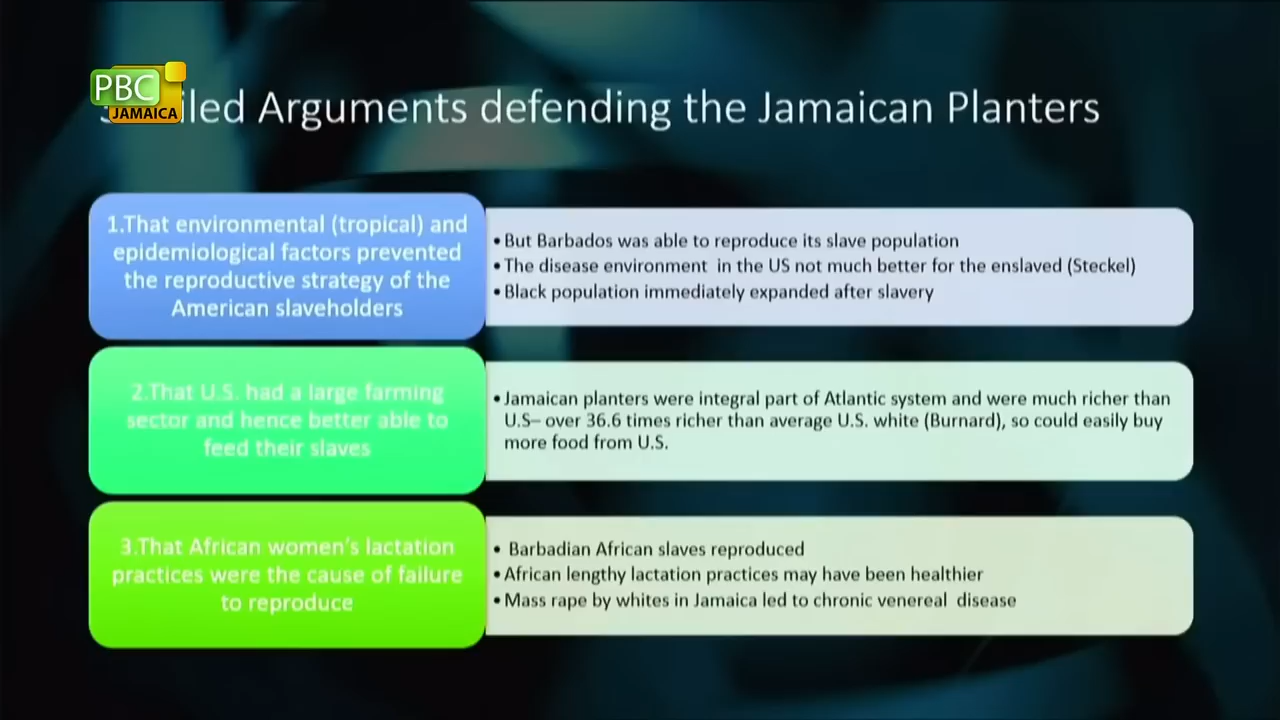 PBC
JAMAICA
Arguments defending the Jamaican Planters
1.That environmental (tropical) and
epidemiological factors prevented
the reproductive strategy of the
American slaveholders
• But Barbados was able to reproduce its slave population
• The disease environment in the US not much better for the enslaved (Steckel)
• Black population immediately expanded after slavery
2.That U.S. had a large farming
sector and hence better able to
feed their slaves
• Jamaican planters were integral part of Atlantic system and were much richer than
U.S– over 36.6 times richer than average U.S. white (Burnard), so could easily buy
more food from U.S.
3.That African women's lactation
practices were the cause of failure
to reproduce
• Barbadian African slaves reproduced
• African lengthy lactation practices may have been healthier
• Mass rape by whites in Jamaica led to chronic venereal disease